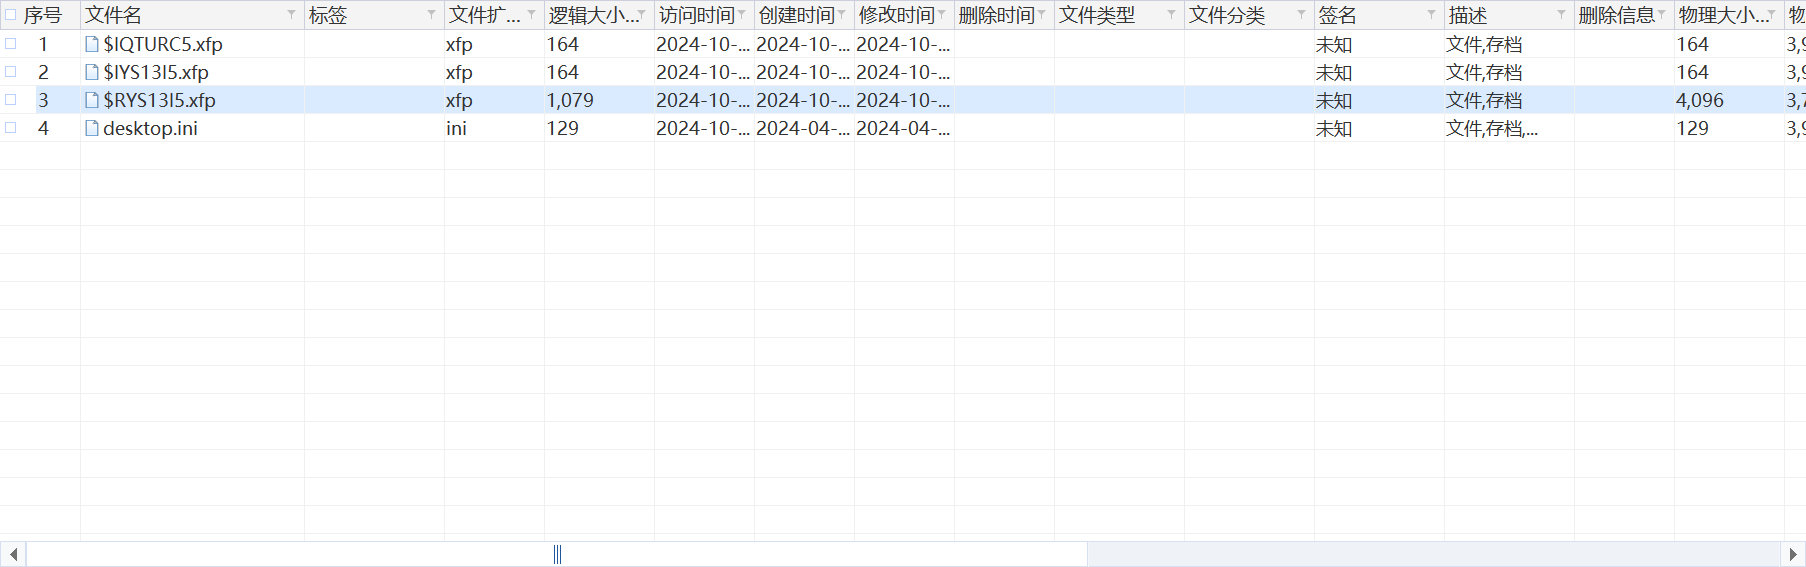 序号 文件名 标签 文件扩... 逻辑大小... 访问时间 创建时间 修改时间 删除时间 文件类型 文件分类 签名 描述 删除信息 物理大小... 物
1 $IQTURC5.xfp xfp 164 2024-10-... 2024-10-... 2024-10-... 未知 文件,存档 164 3,9
2 $IYS13I5.xfp xfp 164 2024-10-... 2024-10-... 2024-10-... 未知 文件,存档 164 3,9
3 $RYS13I5.xfp xfp 1,079 2024-10-... 2024-10-... 2024-10-... 未知 文件,存档 4,096 3,7
4 desktop.ini ini 129 2024-10-... 2024-04-... 2024-04-... 未知 文件,存档,... 129 3,9